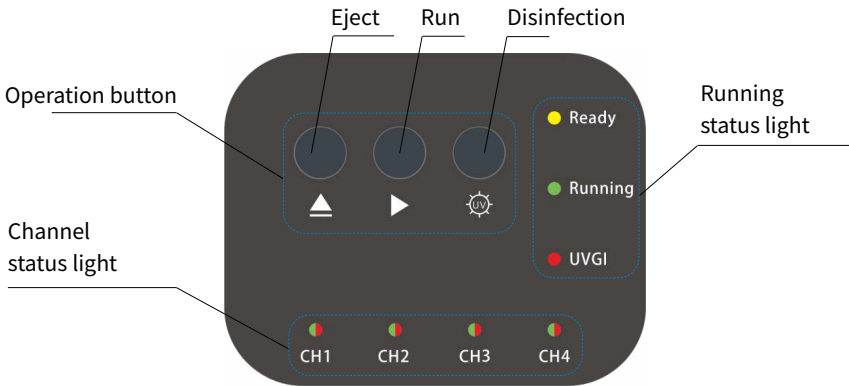 Eject
Run
Disinfection
Operation button
Running
status light
Ready
Running
UV
UVGI
Channel
status light
CH1
CH2
CH3
CH4